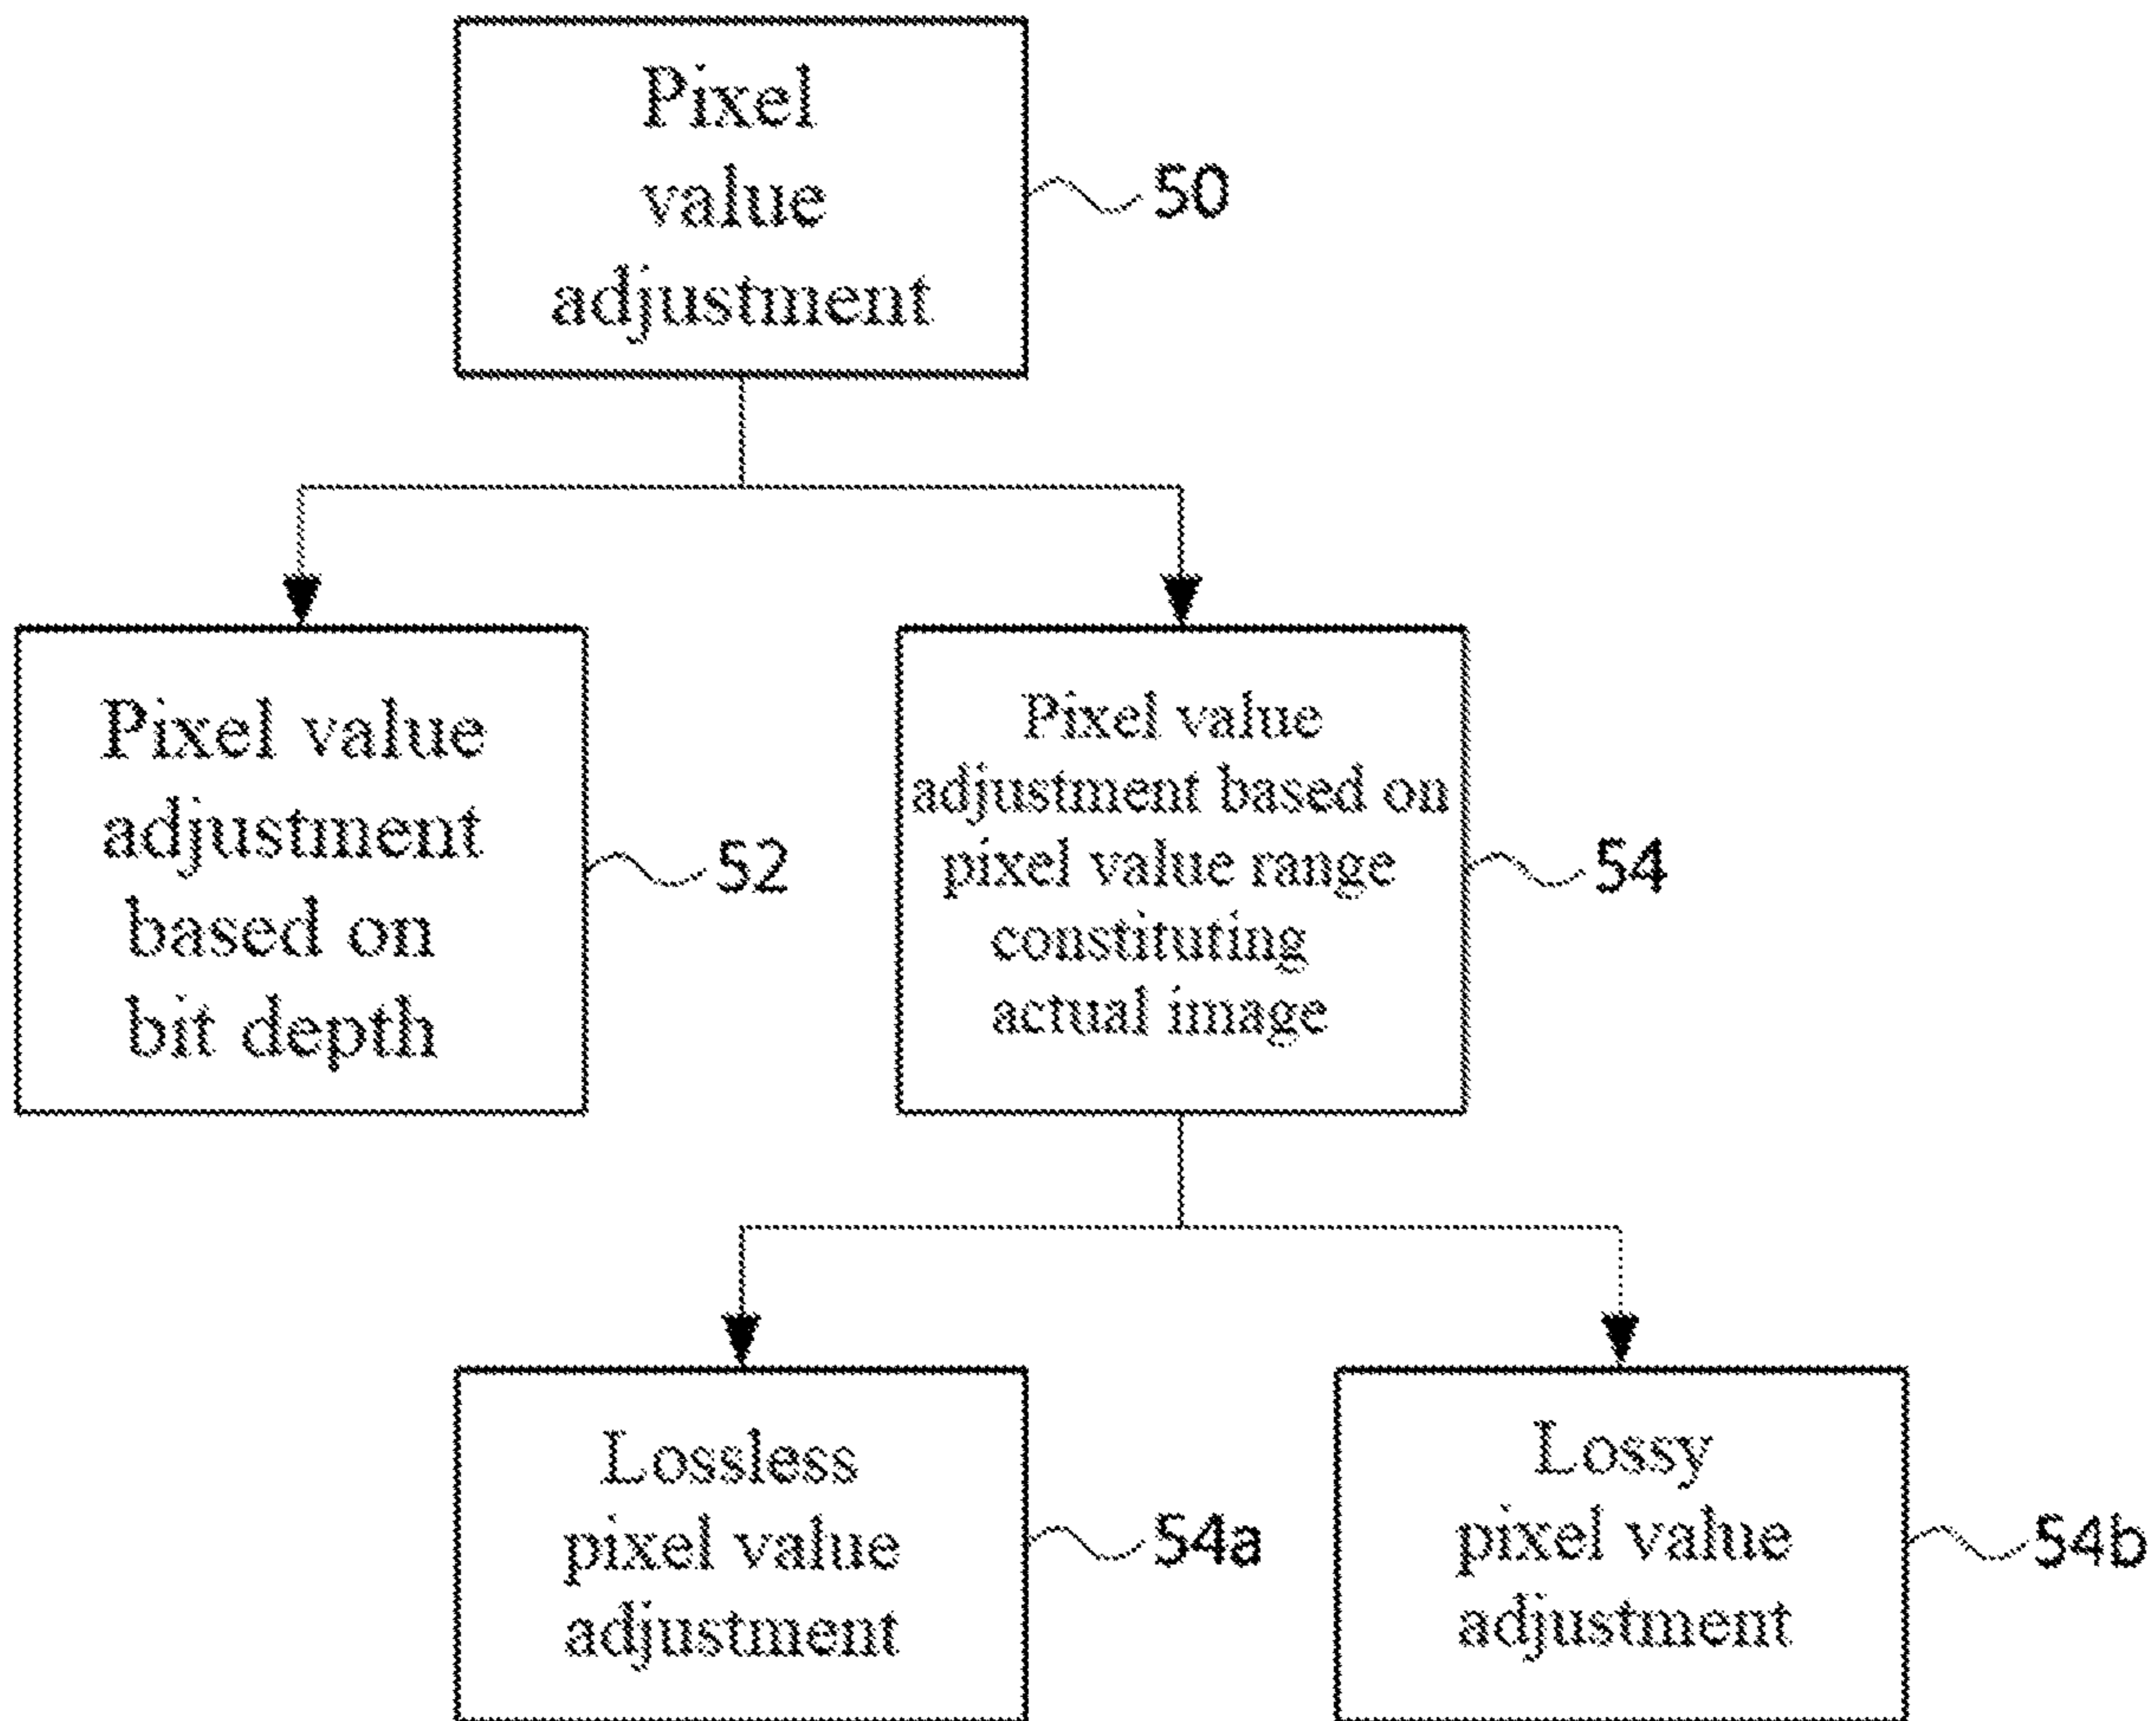 Pixel
value
adjustment
50
Pixel value
adjustment
based on
bit depth
52
Pixel value
adjustment based on
pixel value range
constituting
actual image
54
Lossless
pixel value
adjustment
54a
Lossy
pixel value
adjustment
54b